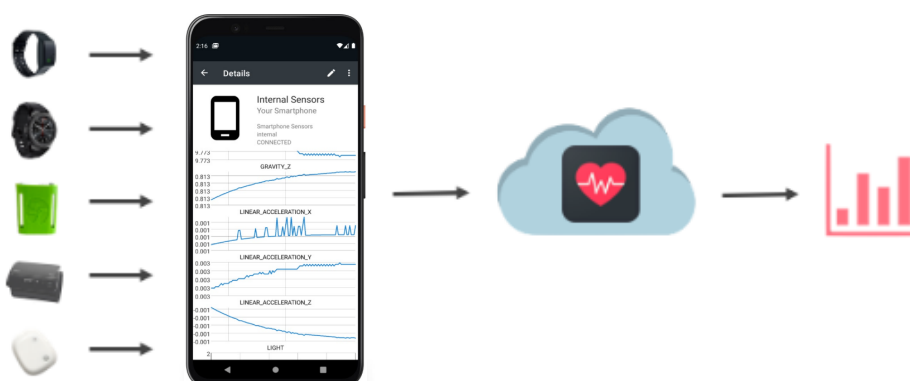 2:16
Details
Internal Sensors
Your Smartphone
Smartphone Sensors
Internal
CONNECTED
9.773
9.773
GRAVITY_Z
0.813
0.813
0.813
0.813
0.813
LINEAR_ACCELERATION_X
0.001
0.001
0.001
0.001
0.001
LINEAR_ACCELERATION_Y
0.003
0.003
0.003
0.003
0.003
LINEAR_ACCELERATION_Z
-0.001
-0.001
-0.001
-0.001
-0.001
LIGHT
2